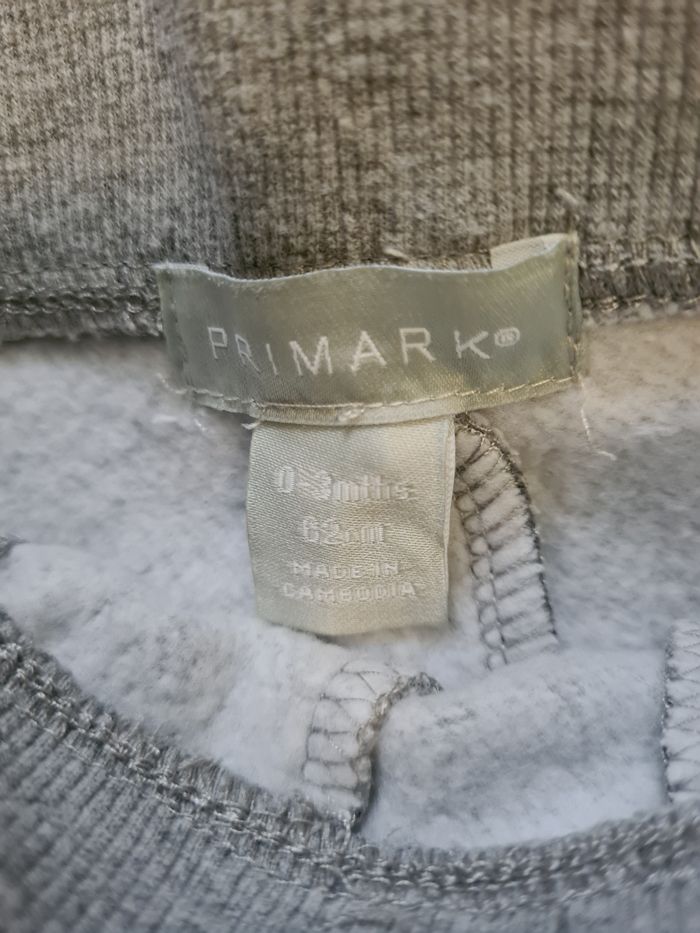 PRIMARK®
0-3mths
62cm
MADE IN
CAMBODIA